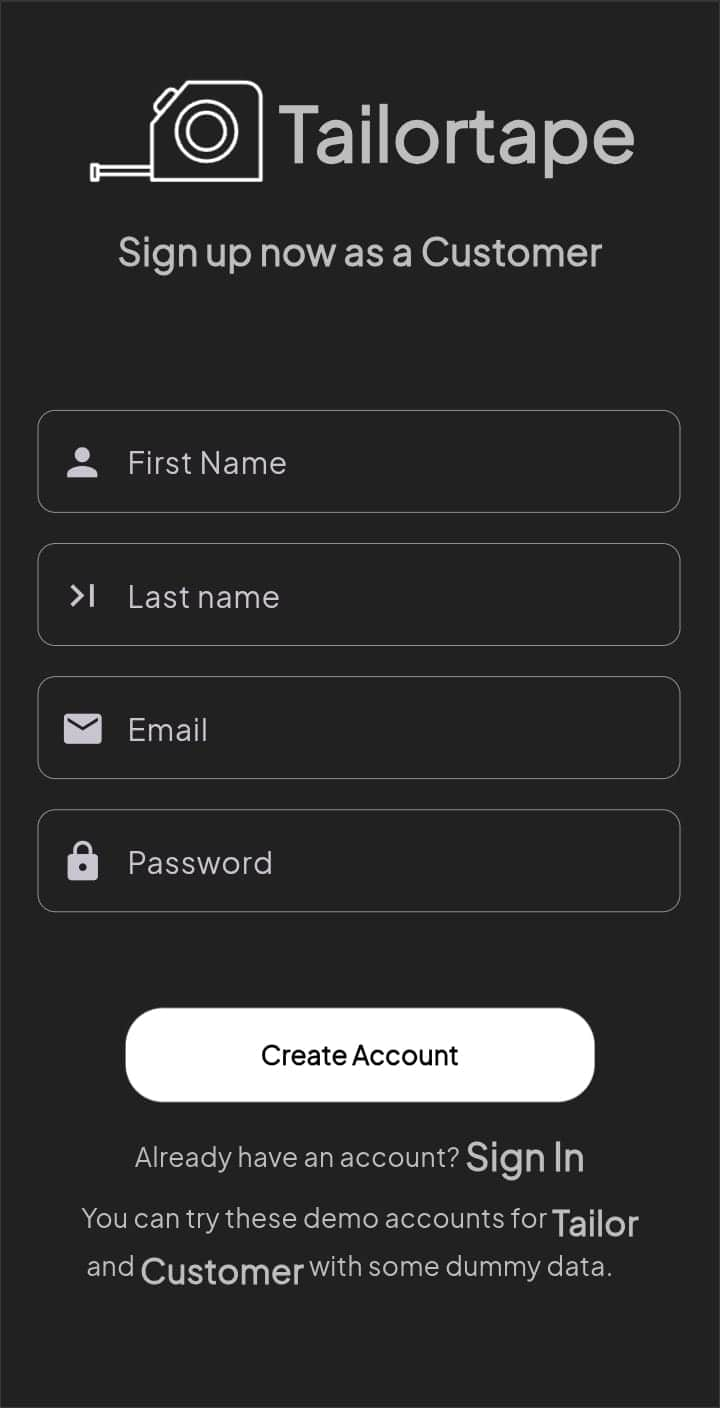 Tailortape
Sign up now as a Customer
First Name
Last name
Email
Password
Create Account
Already have an account? Sign In
You can try these demo accounts for Tailor
and Customer with some dummy data.